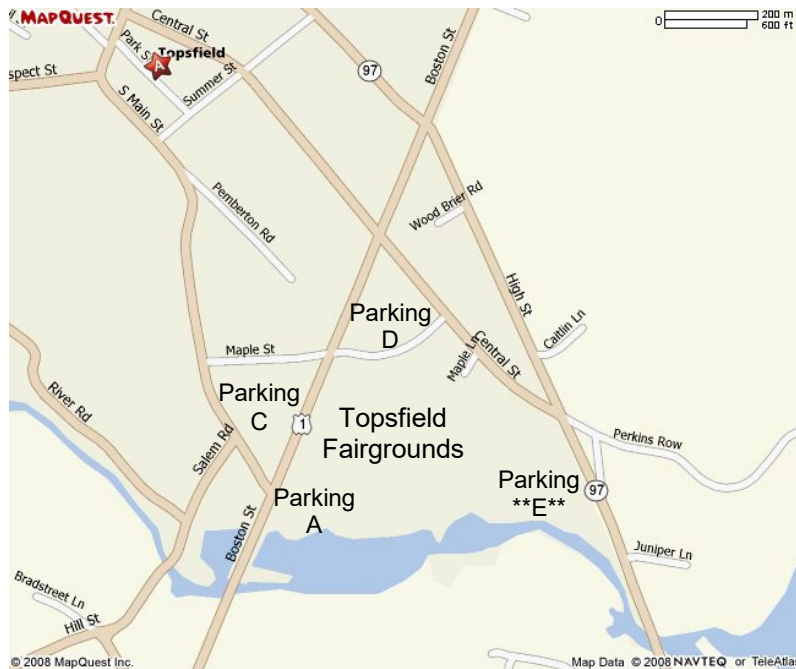 MAPQUEST.
0 200 m
600 ft
Central St
Boston St
Park S
Topsfield
A
97
spect St
Summer St
S Main St
Pemberton Rd
Wood Brier Rd
High St
Parking
D
Caitlin Ln
Maple St
Central St
Maple Ln
Parking
C
River Rd
1
Topsfield
Fairgrounds
Salem Rd
Perkins Row
Parking
**E**
97
Parking
A
Boston St
Juniper Ln
Bradstreet Ln
Hill St
© 2008 MapQuest Inc.
Map Data © 2008 NAVTEQ or TeleAtla